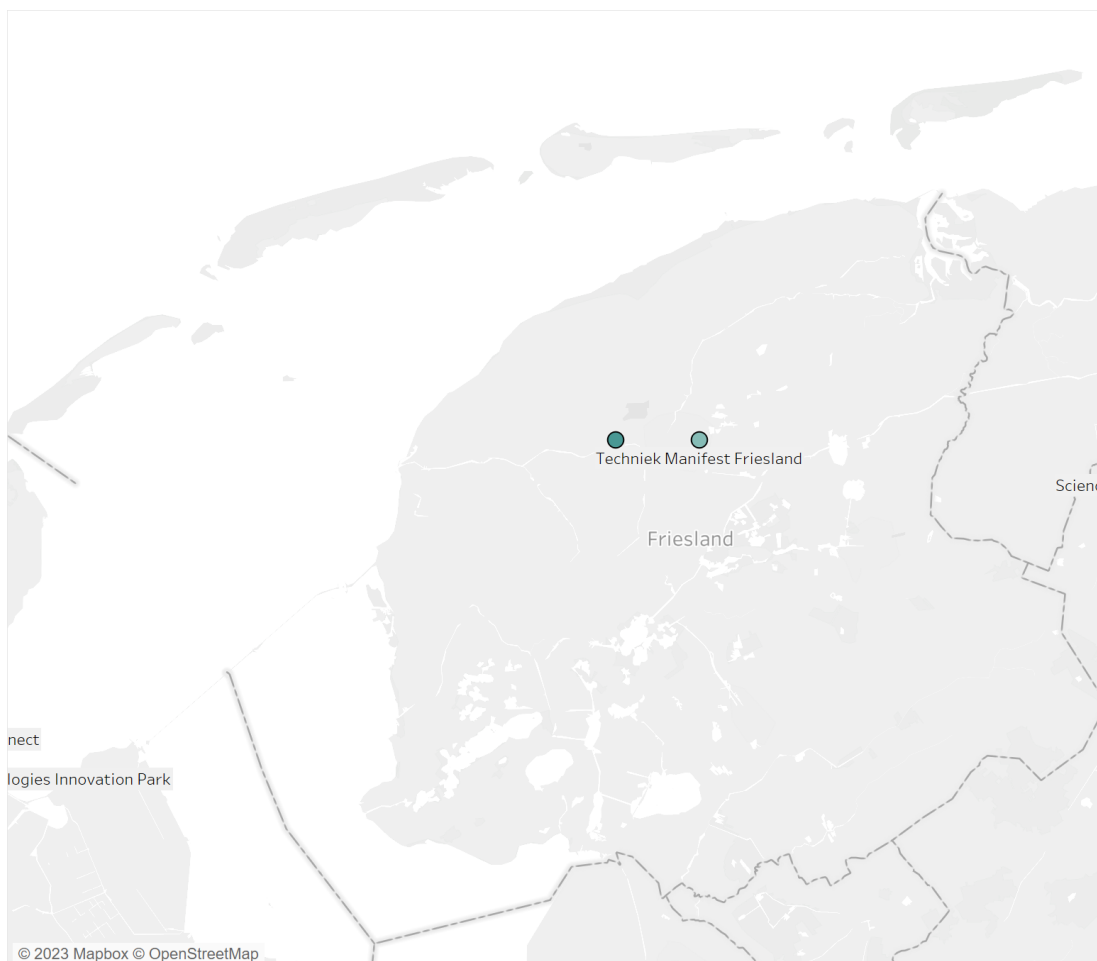 Techniek Manifest Friesland
Scienc
Friesland
nect
logies Innovation Park
© 2023 Mapbox © OpenStreetMap